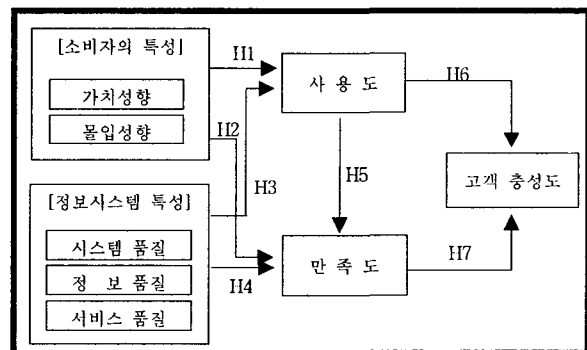 [소비자의 특성]
가치성향
몰입성향
[정보시스템 특성]
시스템 품질
정 보 품질
서비스 품질
H1
H2
H3
H4
사 용 도
H5
만 족 도
H6
H7
고객 충성도